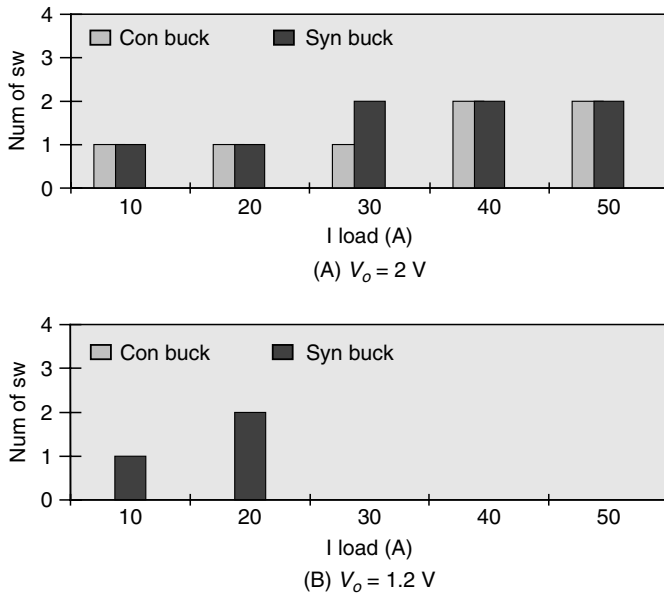 4
Con buck Syn buck
3
2
1
0
Num of sw
10 20 30 40 50
I load (A)
(A) Vₒ = 2 V
4
Con buck Syn buck
3
2
1
0
Num of sw
10 20 30 40 50
I load (A)
(B) Vₒ = 1.2 V